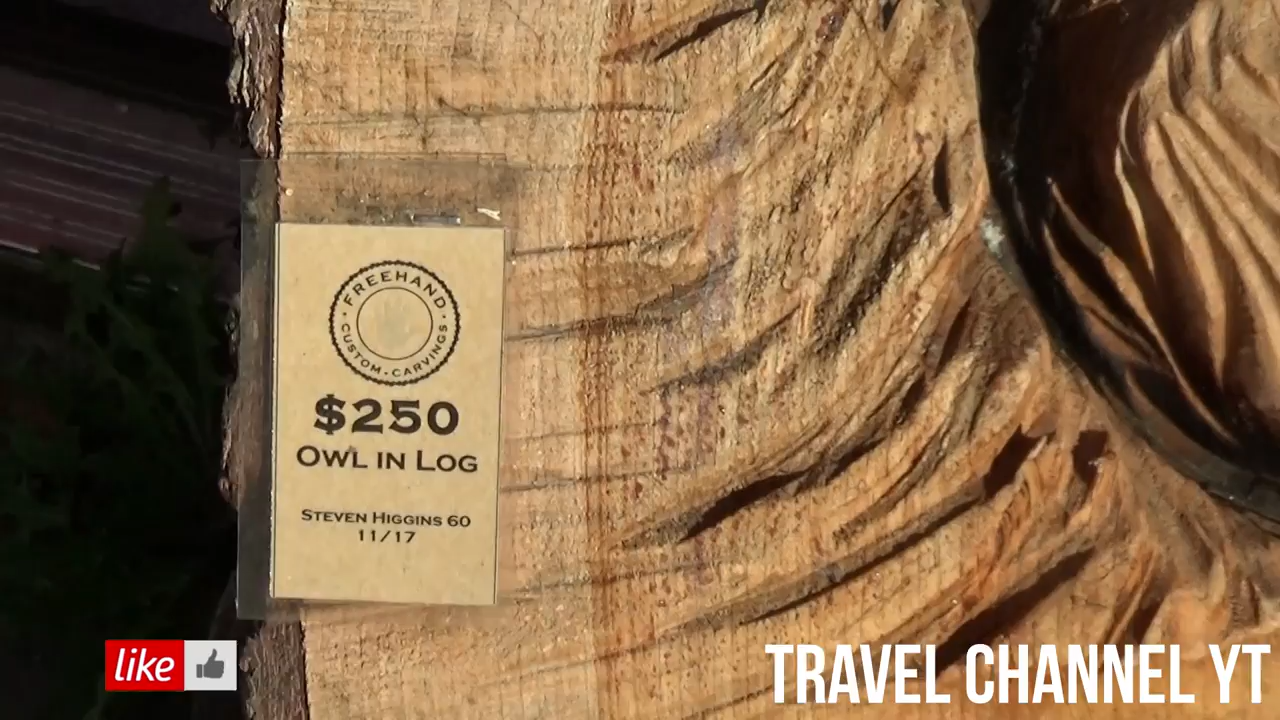 FREEHAND
CUSTOM - CARVINGS
$250
OWL IN LOG
STEVEN HIGGINS 60
11/17
like
TRAVEL CHANNEL YT